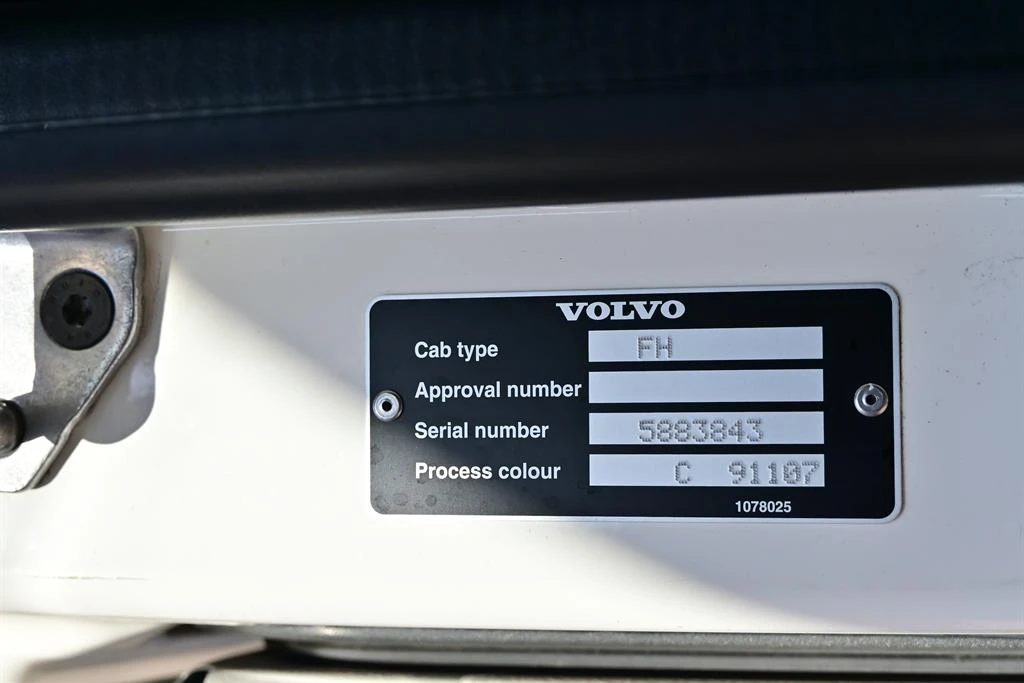 VOLVO
Cab type FH
Approval number
Serial number 5883843
Process colour C 91107
1078025